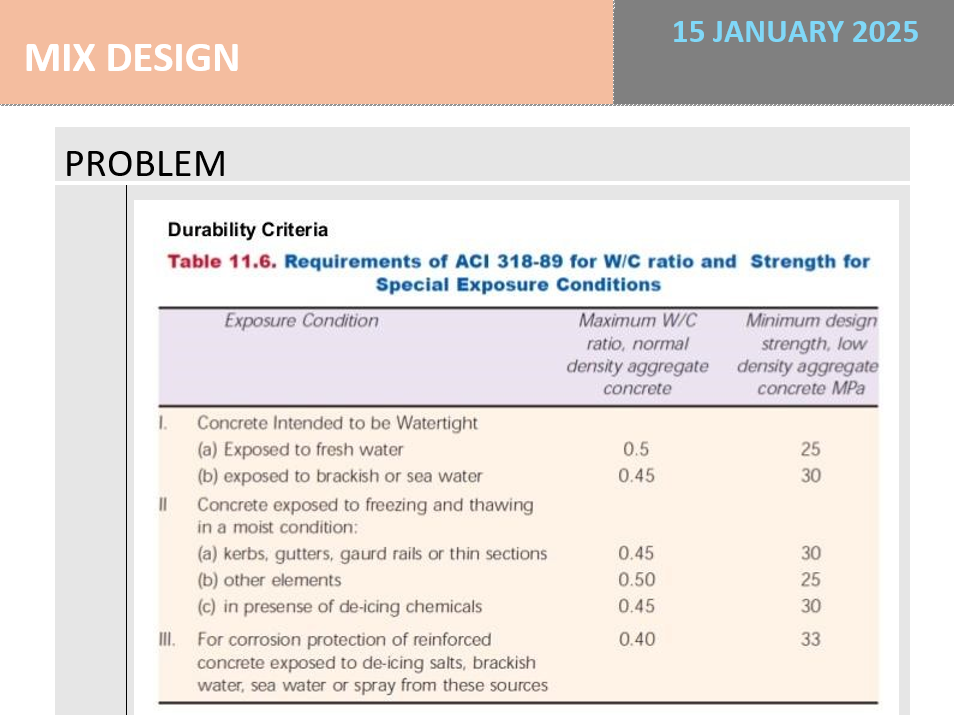 MIX DESIGN
15 JANUARY 2025
PROBLEM
Durability Criteria
Table 11.6. Requirements of ACI 318-89 for W/C ratio and Strength for
Special Exposure Conditions
Exposure Condition Maximum W/C Minimum design
ratio, normal strength, low
density aggregate density aggregate
concrete concrete MPa
I. Concrete Intended to be Watertight
(a) Exposed to fresh water 0.5 25
(b) exposed to brackish or sea water 0.45 30
II Concrete exposed to freezing and thawing
in a moist condition:
(a) kerbs, gutters, gaurd rails or thin sections 0.45 30
(b) other elements 0.50 25
(c) in presense of de-icing chemicals 0.45 30
III. For corrosion protection of reinforced 0.40 33
concrete exposed to de-icing salts, brackish
water, sea water or spray from these sources